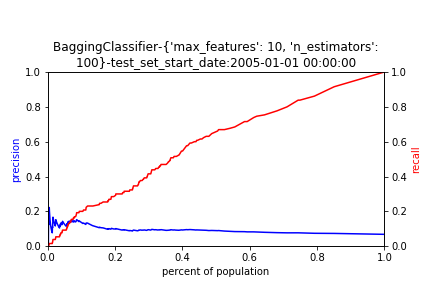 BaggingClassifier-{'max_features': 10, 'n_estimators':
100}-test_set_start_date:2005-01-01 00:00:00
1.0
0.8
0.6
0.4
0.2
0.0
precision
1.0
0.8
0.6
0.4
0.2
0.0
recall
0.0 0.2 0.4 0.6 0.8 1.0
percent of population